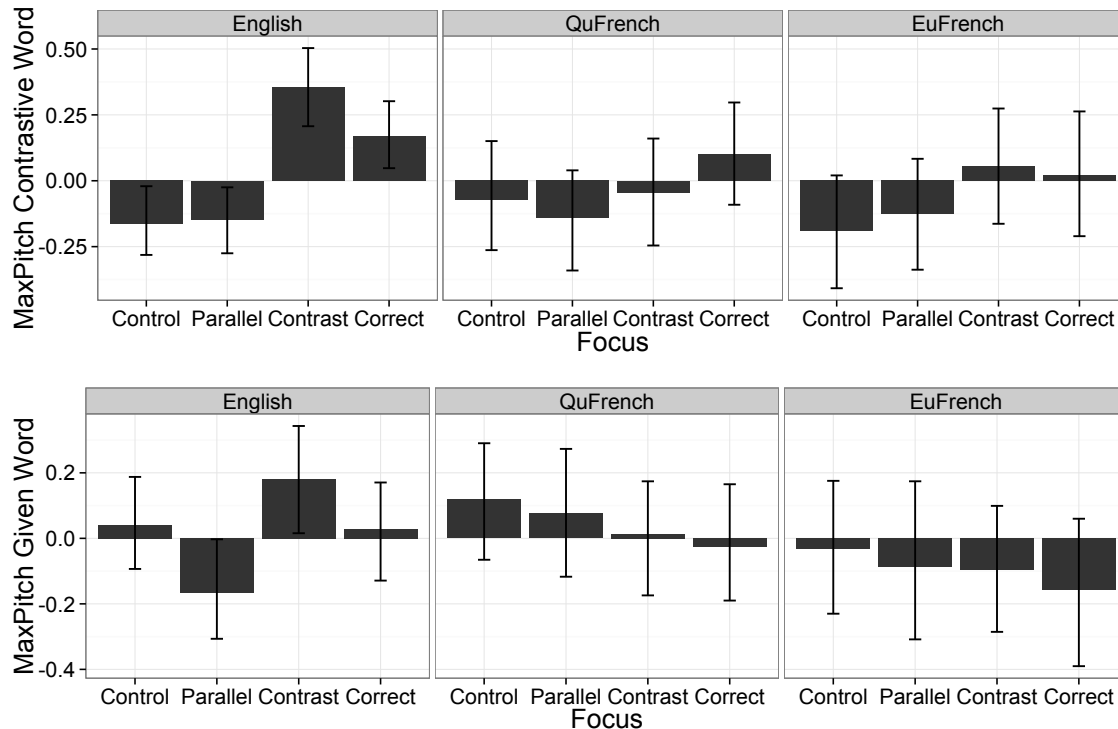 English QuFrench EuFrench
MaxPitch Contrastive Word
0.50
0.25
0.00
-0.25
Control Parallel Contrast Correct Control Parallel Contrast Correct Control Parallel Contrast Correct
Focus
English QuFrench EuFrench
MaxPitch Given Word
0.2
0.0
-0.2
-0.4
Control Parallel Contrast Correct Control Parallel Contrast Correct Control Parallel Contrast Correct
Focus